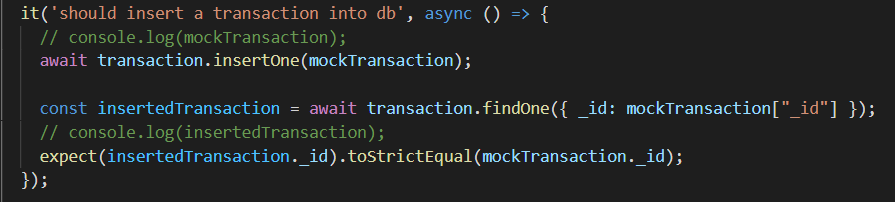 it('should insert a transaction into db', async () => {
// console.log(mockTransaction);
await transaction.insertOne(mockTransaction);
const insertedTransaction = await transaction.findOne({ _id: mockTransaction["_id"] });
// console.log(insertedTransaction);
expect(insertedTransaction._id).toStrictEqual(mockTransaction._id);
});